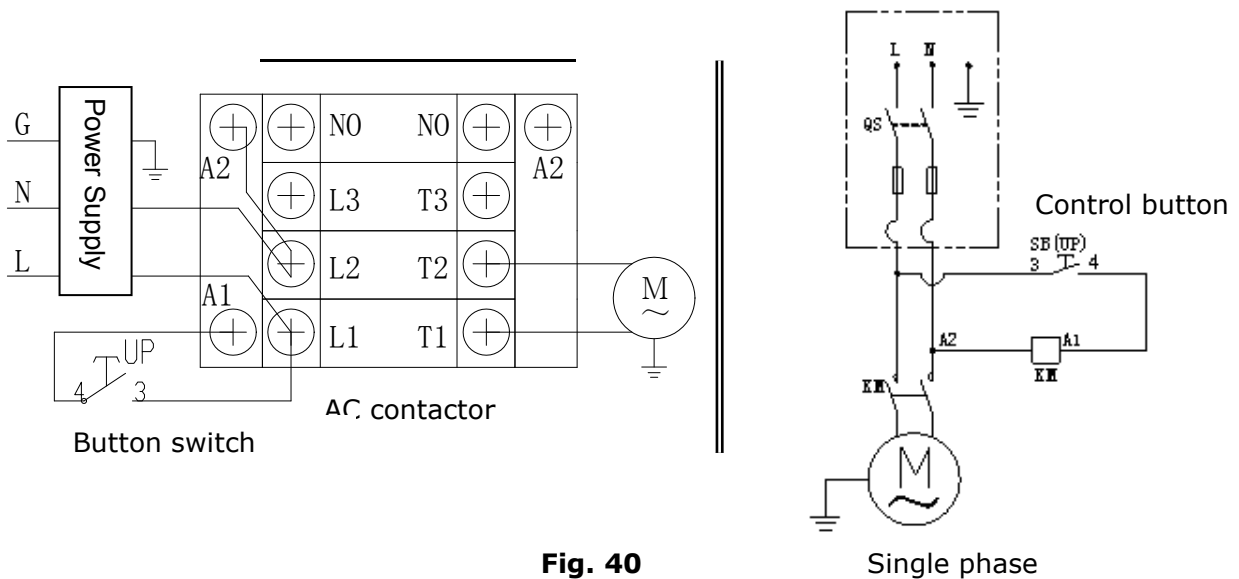 G
N
L
Power Supply
A2
NO NO
A2
L3 T3
L2 T2
A1
L1 T1
M
UP
4 3
AC contactor
Button switch
L N
QS
Control button
SB(UP)
3 4
A2 A1
KM
KM
M
Fig. 40
Single phase